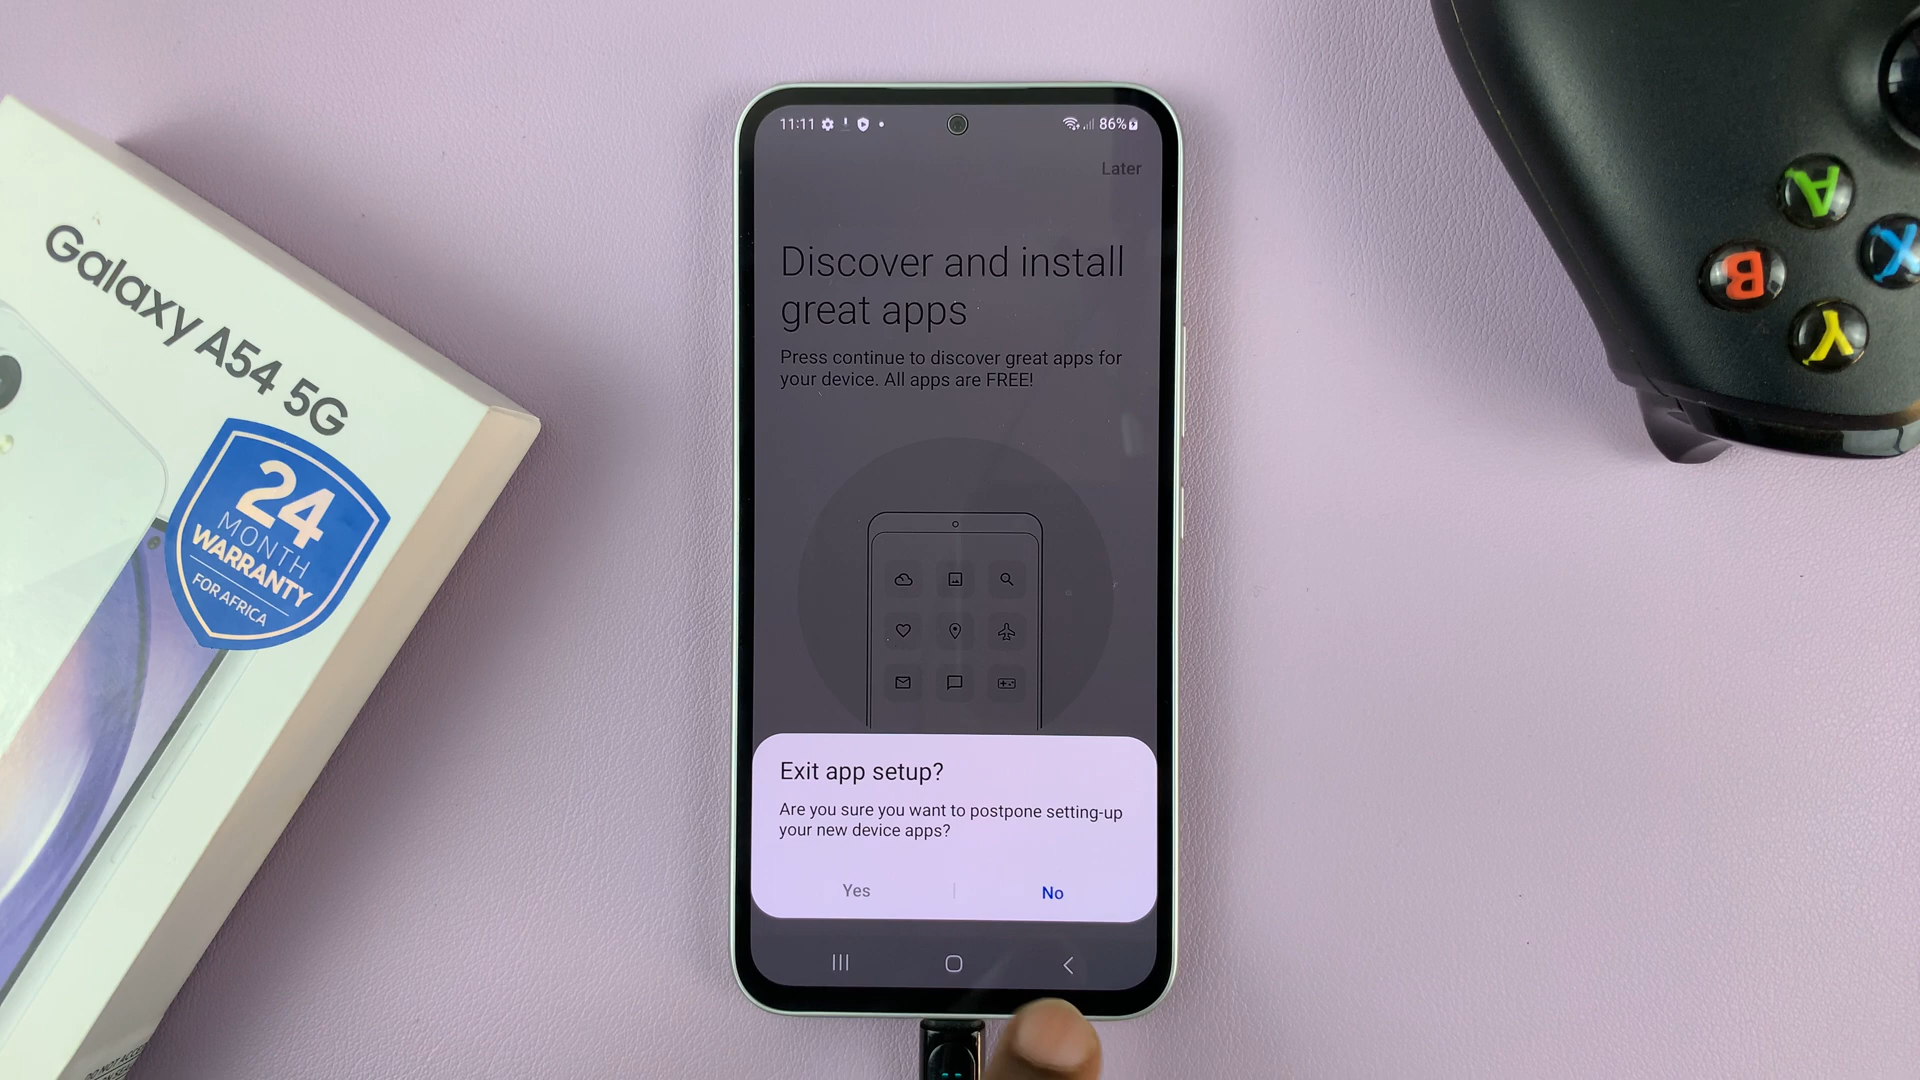 Galaxy A54 5G
24
MONTH
WARRANTY
FOR AFRICA
11:11
86%
Later
Discover and install
great apps
Press continue to discover great apps for
your device. All apps are FREE!
Exit app setup?
Are you sure you want to postpone setting-up
your new device apps?
Yes
No
A
B
X
Y